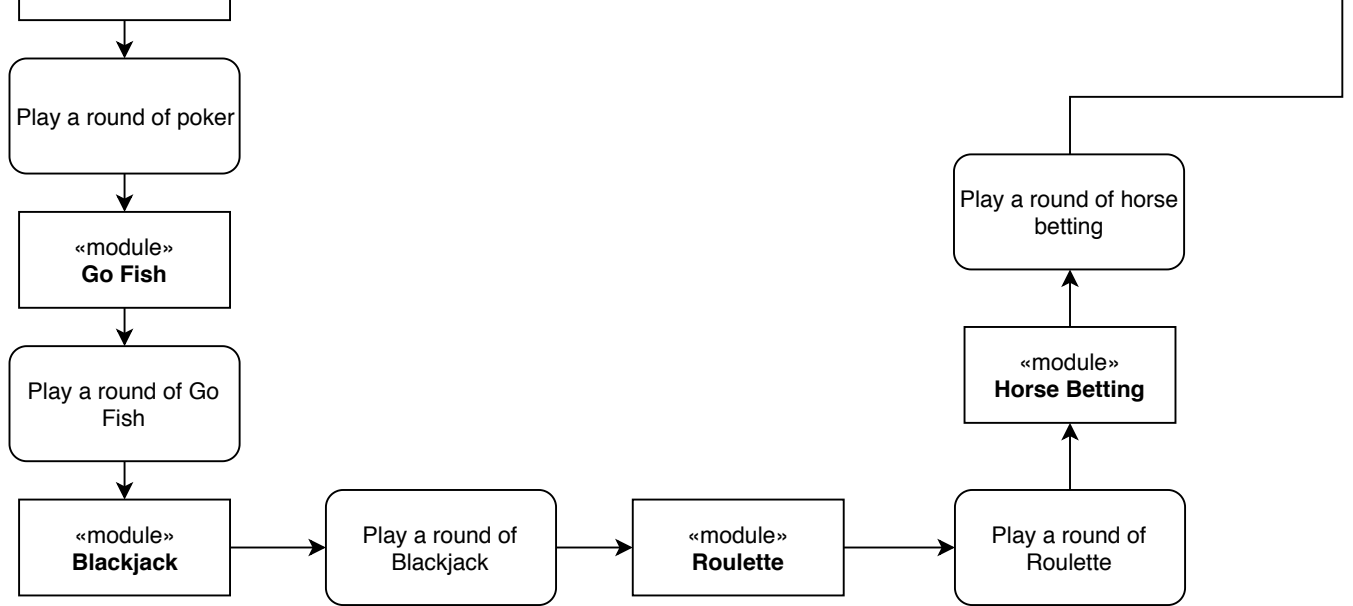 Play a round of poker
«module»
Go Fish
Play a round of Go
Fish
«module»
Blackjack
Play a round of
Blackjack
«module»
Roulette
Play a round of
Roulette
«module»
Horse Betting
Play a round of horse
betting